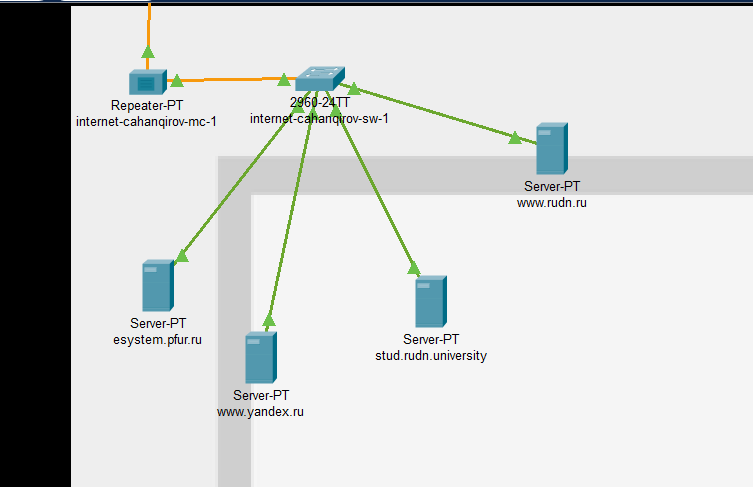 Repeater-PT
internet-cahanqirov-mc-1
2960-24TT
internet-cahanqirov-sw-1
Server-PT
www.rudn.ru
Server-PT
esystem.pfur.ru
Server-PT
stud.rudn.university
Server-PT
www.yandex.ru